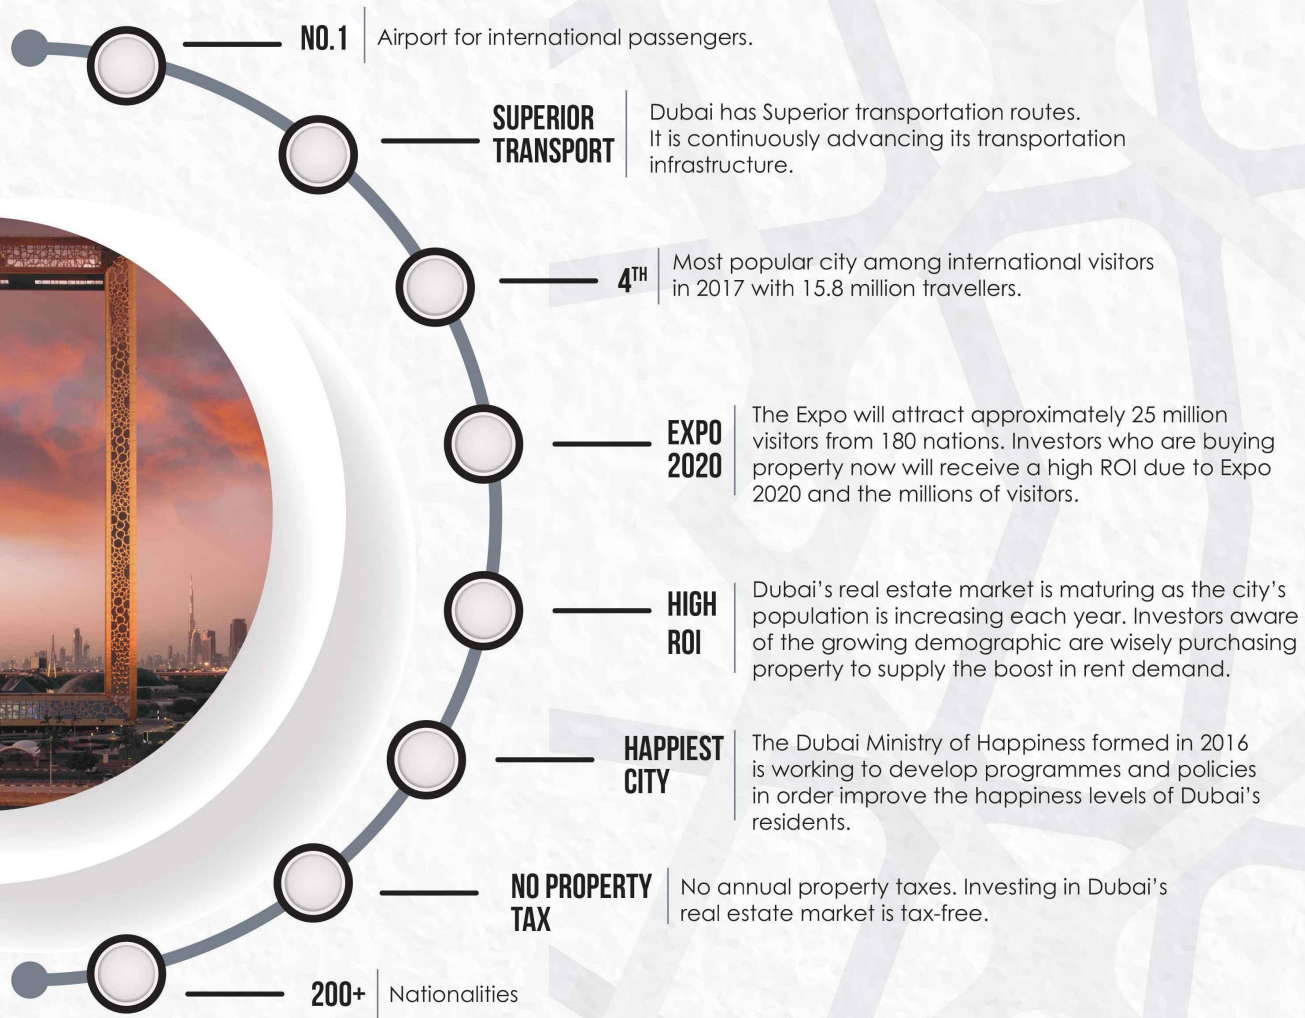 NO.1
Airport for international passengers.
SUPERIOR
TRANSPORT
Dubai has Superior transportation routes.
It is continuously advancing its transportation
infrastructure.
4TH
Most popular city among international visitors
in 2017 with 15.8 million travellers.
EXPO
2020
The Expo will attract approximately 25 million
visitors from 180 nations. Investors who are buying
property now will receive a high ROI due to Expo
2020 and the millions of visitors.
HIGH
ROI
Dubai’s real estate market is maturing as the city’s
population is increasing each year. Investors aware
of the growing demographic are wisely purchasing
property to supply the boost in rent demand.
HAPPIEST
CITY
The Dubai Ministry of Happiness formed in 2016
is working to develop programmes and policies
in order improve the happiness levels of Dubai’s
residents.
NO PROPERTY
TAX
No annual property taxes. Investing in Dubai’s
real estate market is tax-free.
200+
Nationalities